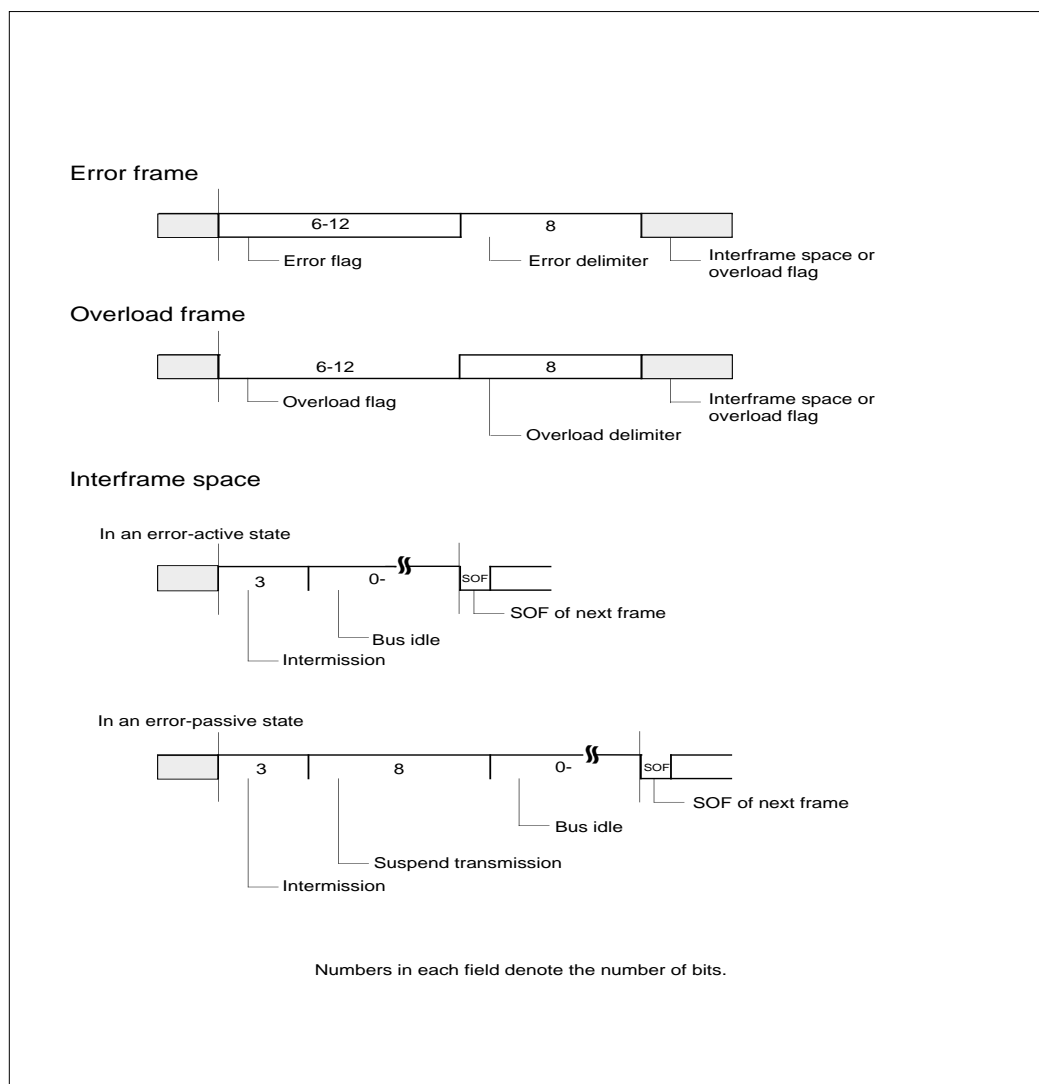 Error frame
6-12
8
Error flag
Error delimiter
Interframe space or
overload flag
Overload frame
6-12
8
Overload flag
Interframe space or
overload flag
Overload delimiter
Interframe space
In an error-active state
3
0-
SOF
SOF of next frame
Bus idle
Intermission
In an error-passive state
3
8
0-
SOF
SOF of next frame
Bus idle
Suspend transmission
Intermission
Numbers in each field denote the number of bits.